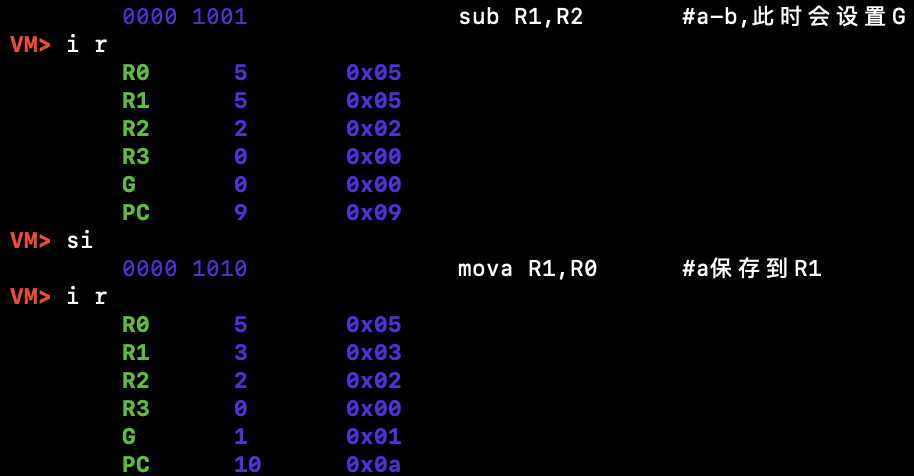 0000 1001 sub R1,R2 #a-b,此时会设置G
VM> i r
R0 5 0x05
R1 5 0x05
R2 2 0x02
R3 0 0x00
G 0 0x00
PC 9 0x09
VM> si
0000 1010 mova R1,R0 #a保存到R1
VM> i r
R0 5 0x05
R1 3 0x03
R2 2 0x02
R3 0 0x00
G 1 0x01
PC 10 0x0a